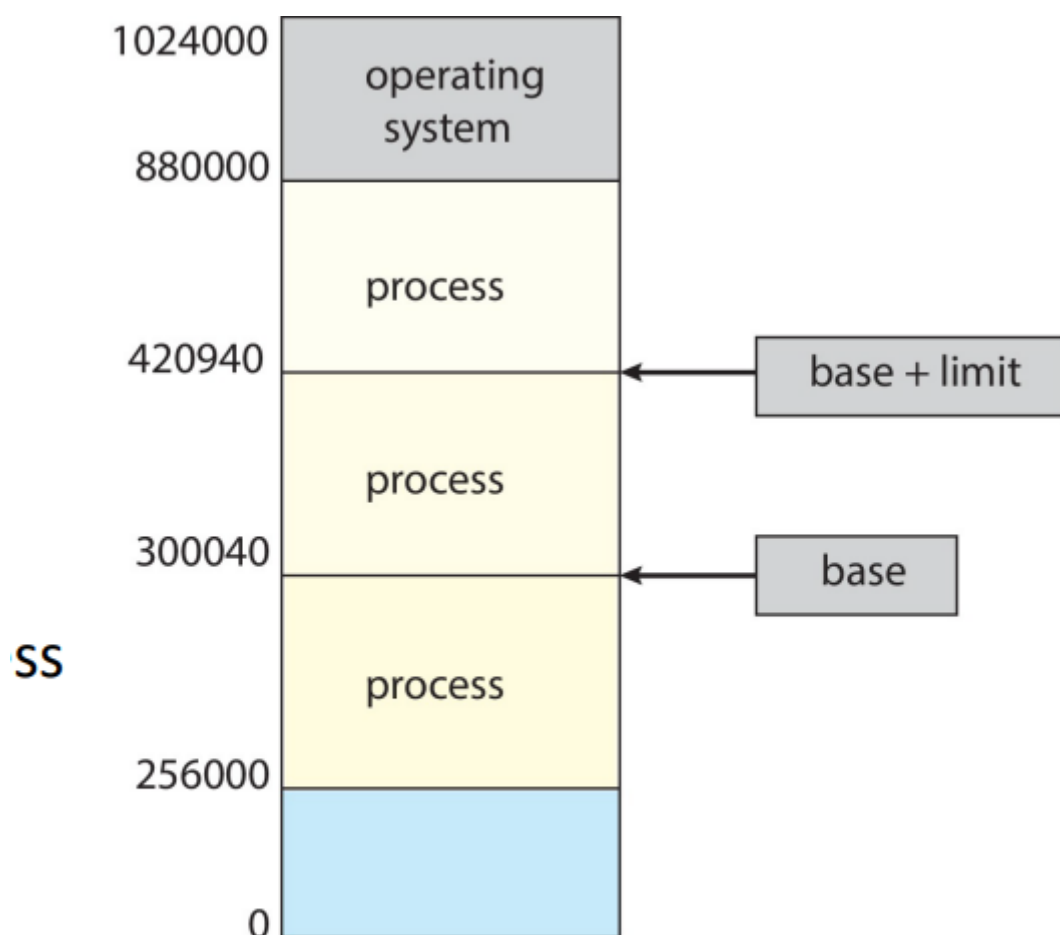 1024000
operating
system
880000
process
420940
base + limit
process
300040
base
ss
process
256000
0